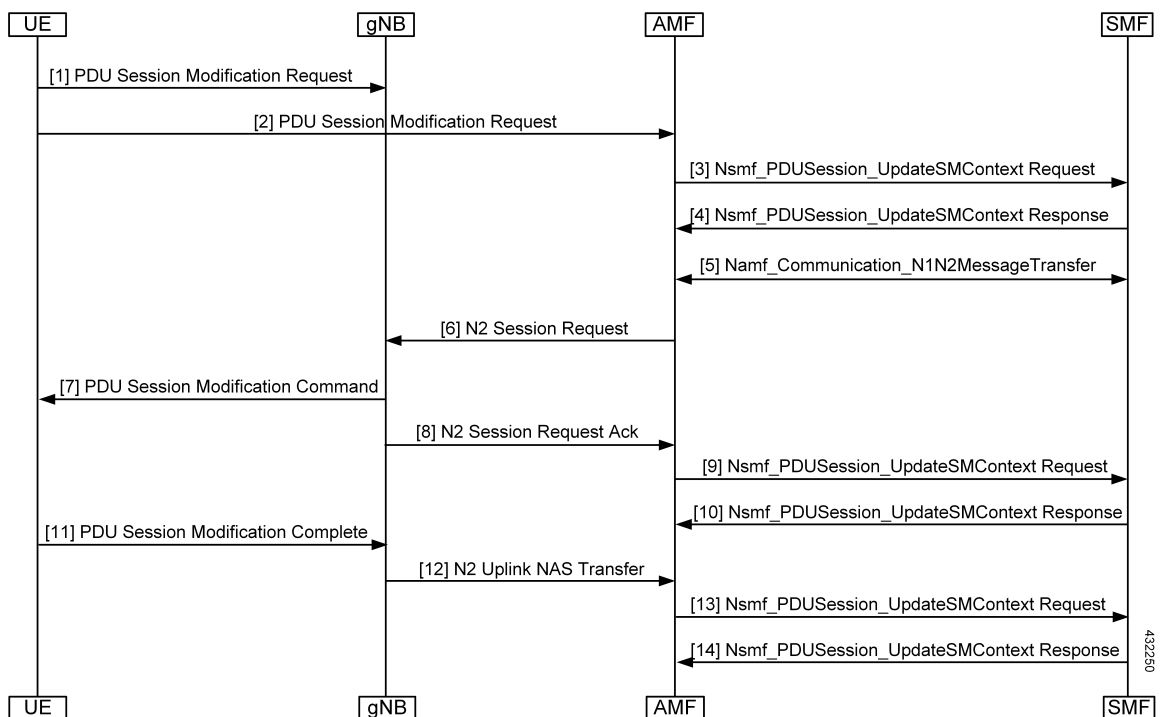 UE gNB AMF SMF
[1] PDU Session Modification Request
[2] PDU Session Modification Request
[3] Nsmf_PDUSession_UpdateSMContext Request
[4] Nsmf_PDUSession_UpdateSMContext Response
[5] Namf_Communication_N1N2MessageTransfer
[6] N2 Session Request
[7] PDU Session Modification Command
[8] N2 Session Request Ack
[9] Nsmf_PDUSession_UpdateSMContext Request
[10] Nsmf_PDUSession_UpdateSMContext Response
[11] PDU Session Modification Complete
[12] N2 Uplink NAS Transfer
[13] Nsmf_PDUSession_UpdateSMContext Request
[14] Nsmf_PDUSession_UpdateSMContext Response
432250
UE gNB AMF SMF